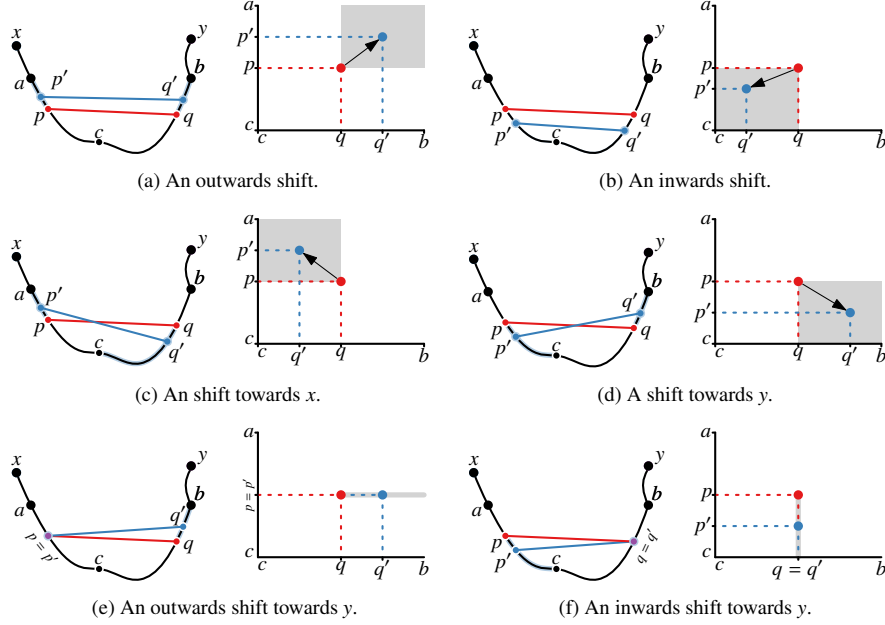 x
y
a
p′
q′
b
p
q
c
a
p′
p
c
c
q
q′
b
(a) An outwards shift.
x
y
a
b
p
q
p′
c
q′
a
p
p′
c
c
q′
q
b
(b) An inwards shift.
x
y
a
p′
b
p
q
c
q′
a
p′
p
c
c
q′
q
b
(c) An shift towards x.
x
y
a
b
q′
p
q
p′
c
a
p
p′
c
c
q
q′
b
(d) A shift towards y.
x
y
a
b
q′
p = p′
q
c
a
p = p′
c
c
q
q′
b
(e) An outwards shift towards y.
x
y
a
b
p
p′
c
q = q′
a
p
p′
c
c
q = q′
b
(f) An inwards shift towards y.